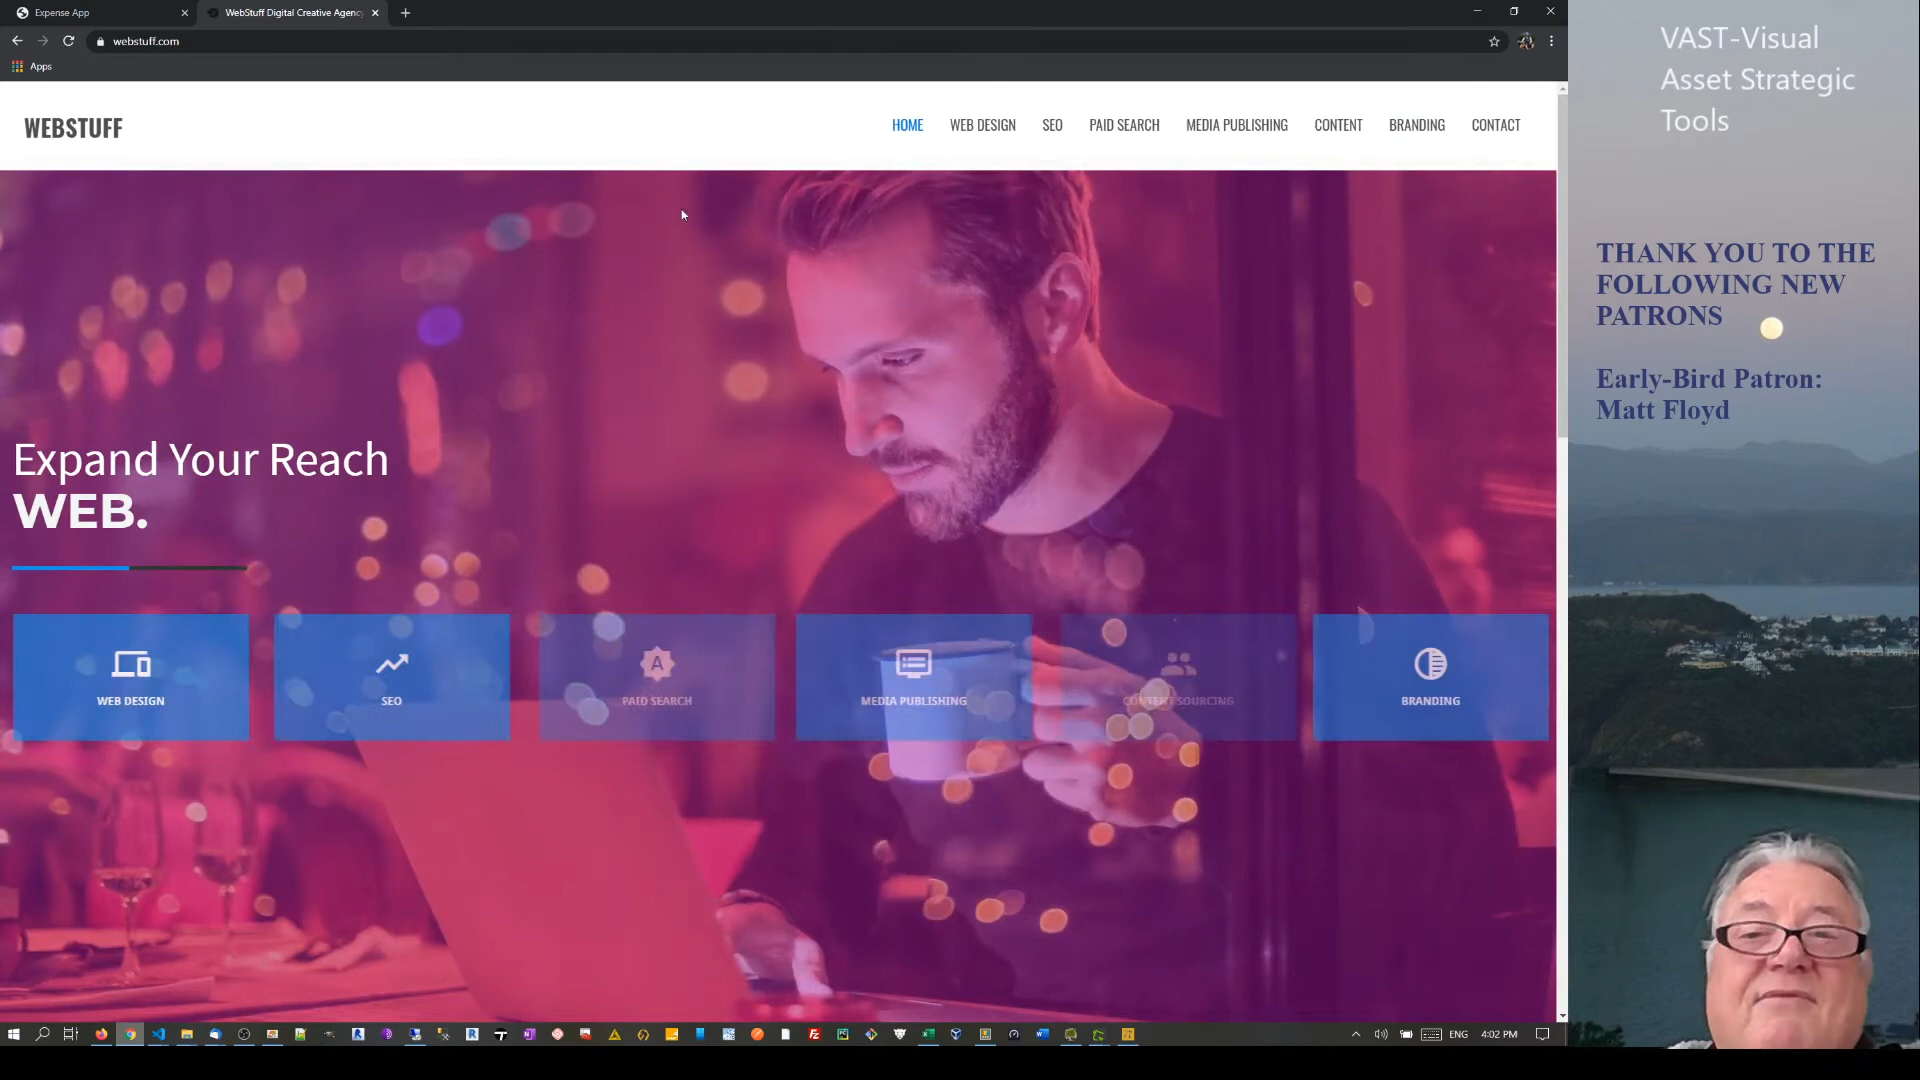 Expense App
WebStuff Digital Creative Agency
webstuff.com
Apps
WEBSTUFF
HOME WEB DESIGN SEO PAID SEARCH MEDIA PUBLISHING CONTENT BRANDING CONTACT
Expand Your Reach
WEB.
WEB DESIGN
SEO
A
PAID SEARCH
MEDIA PUBLISHING
CONTENT SOURCING
BRANDING
ENG 4:02 PM
VAST-Visual
Asset Strategic
Tools
THANK YOU TO THE
FOLLOWING NEW
PATRONS
Early-Bird Patron:
Matt Floyd